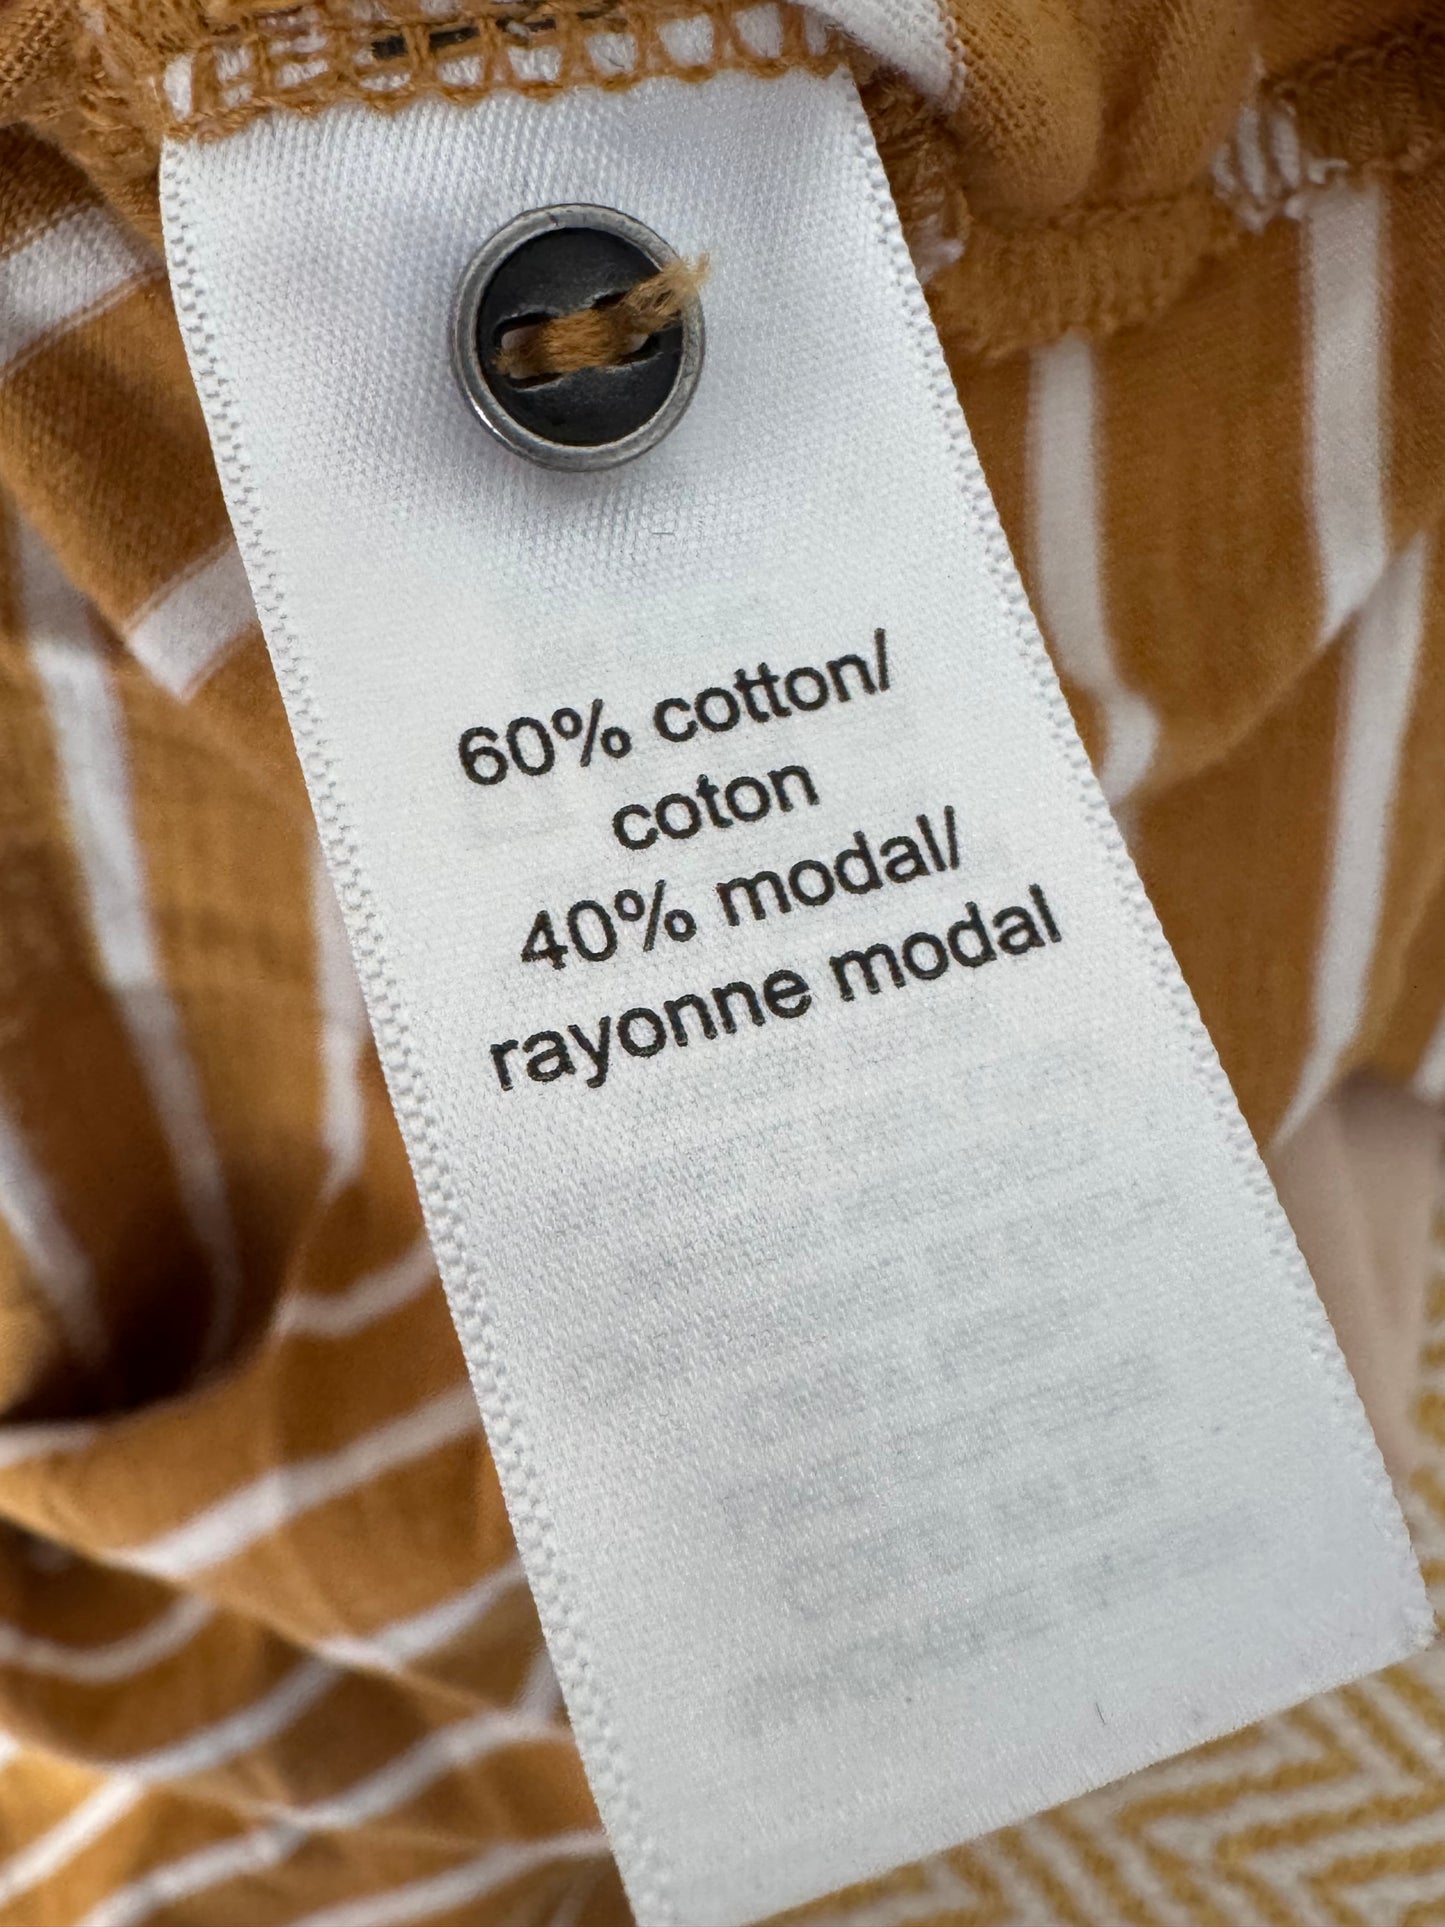 60% cotton/
coton
40% modal/
rayonne modal